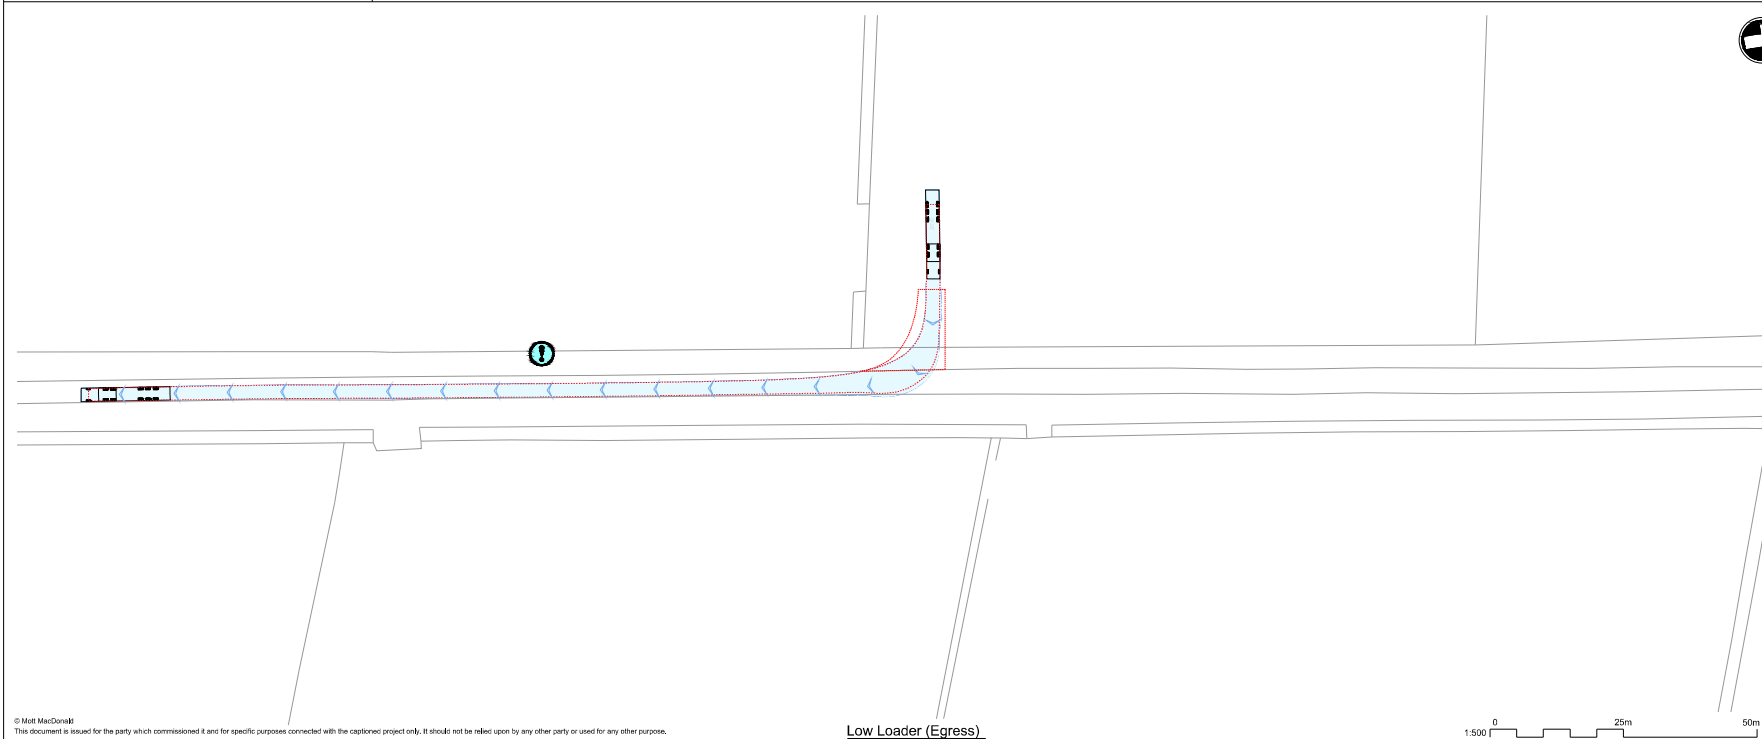 © Mott MacDonald
This document is issued for the party which commissioned it and for specific purposes connected with the captioned project only. It should not be relied upon by any other party or used for any other purpose.
Low Loader (Egress)
0 25m 50m
1:500